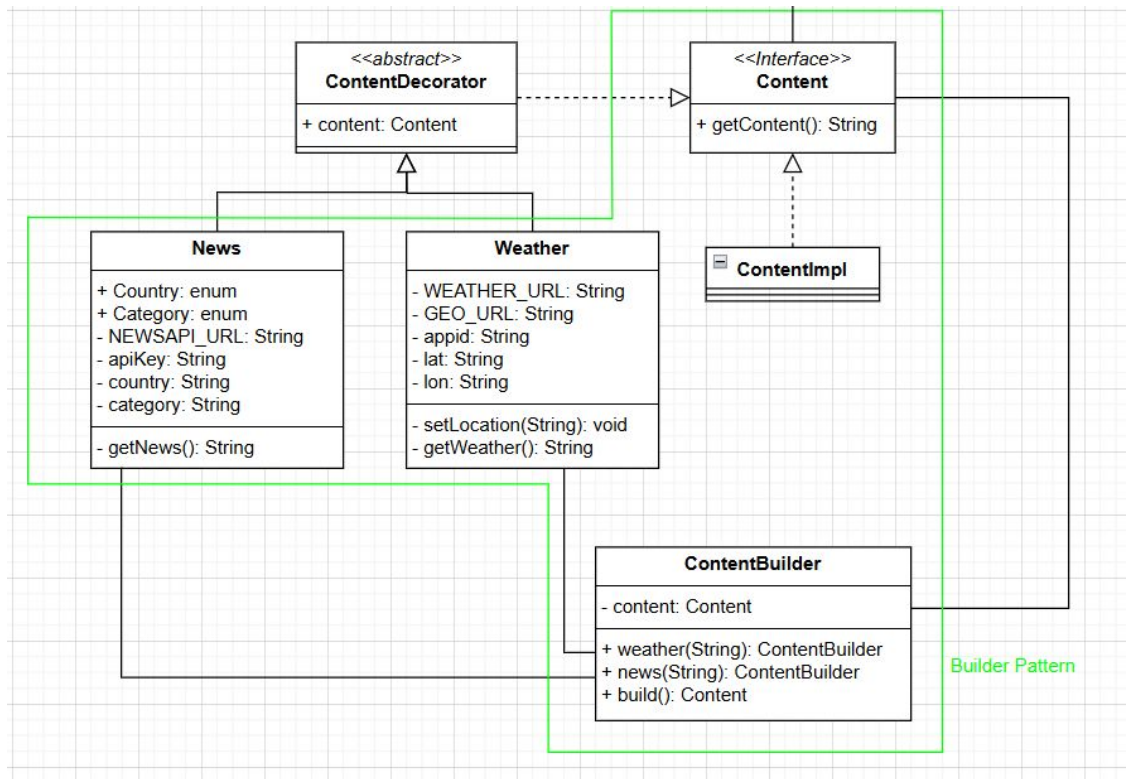 <<abstract>>
ContentDecorator
+ content: Content
<<Interface>>
Content
+ getContent(): String
News
+ Country: enum
+ Category: enum
- NEWSAPI_URL: String
- apiKey: String
- country: String
- category: String
- getNews(): String
Weather
- WEATHER_URL: String
- GEO_URL: String
- appid: String
- lat: String
- lon: String
- setLocation(String): void
- getWeather(): String
ContentImpl
ContentBuilder
- content: Content
+ weather(String): ContentBuilder
+ news(String): ContentBuilder
+ build(): Content
Builder Pattern